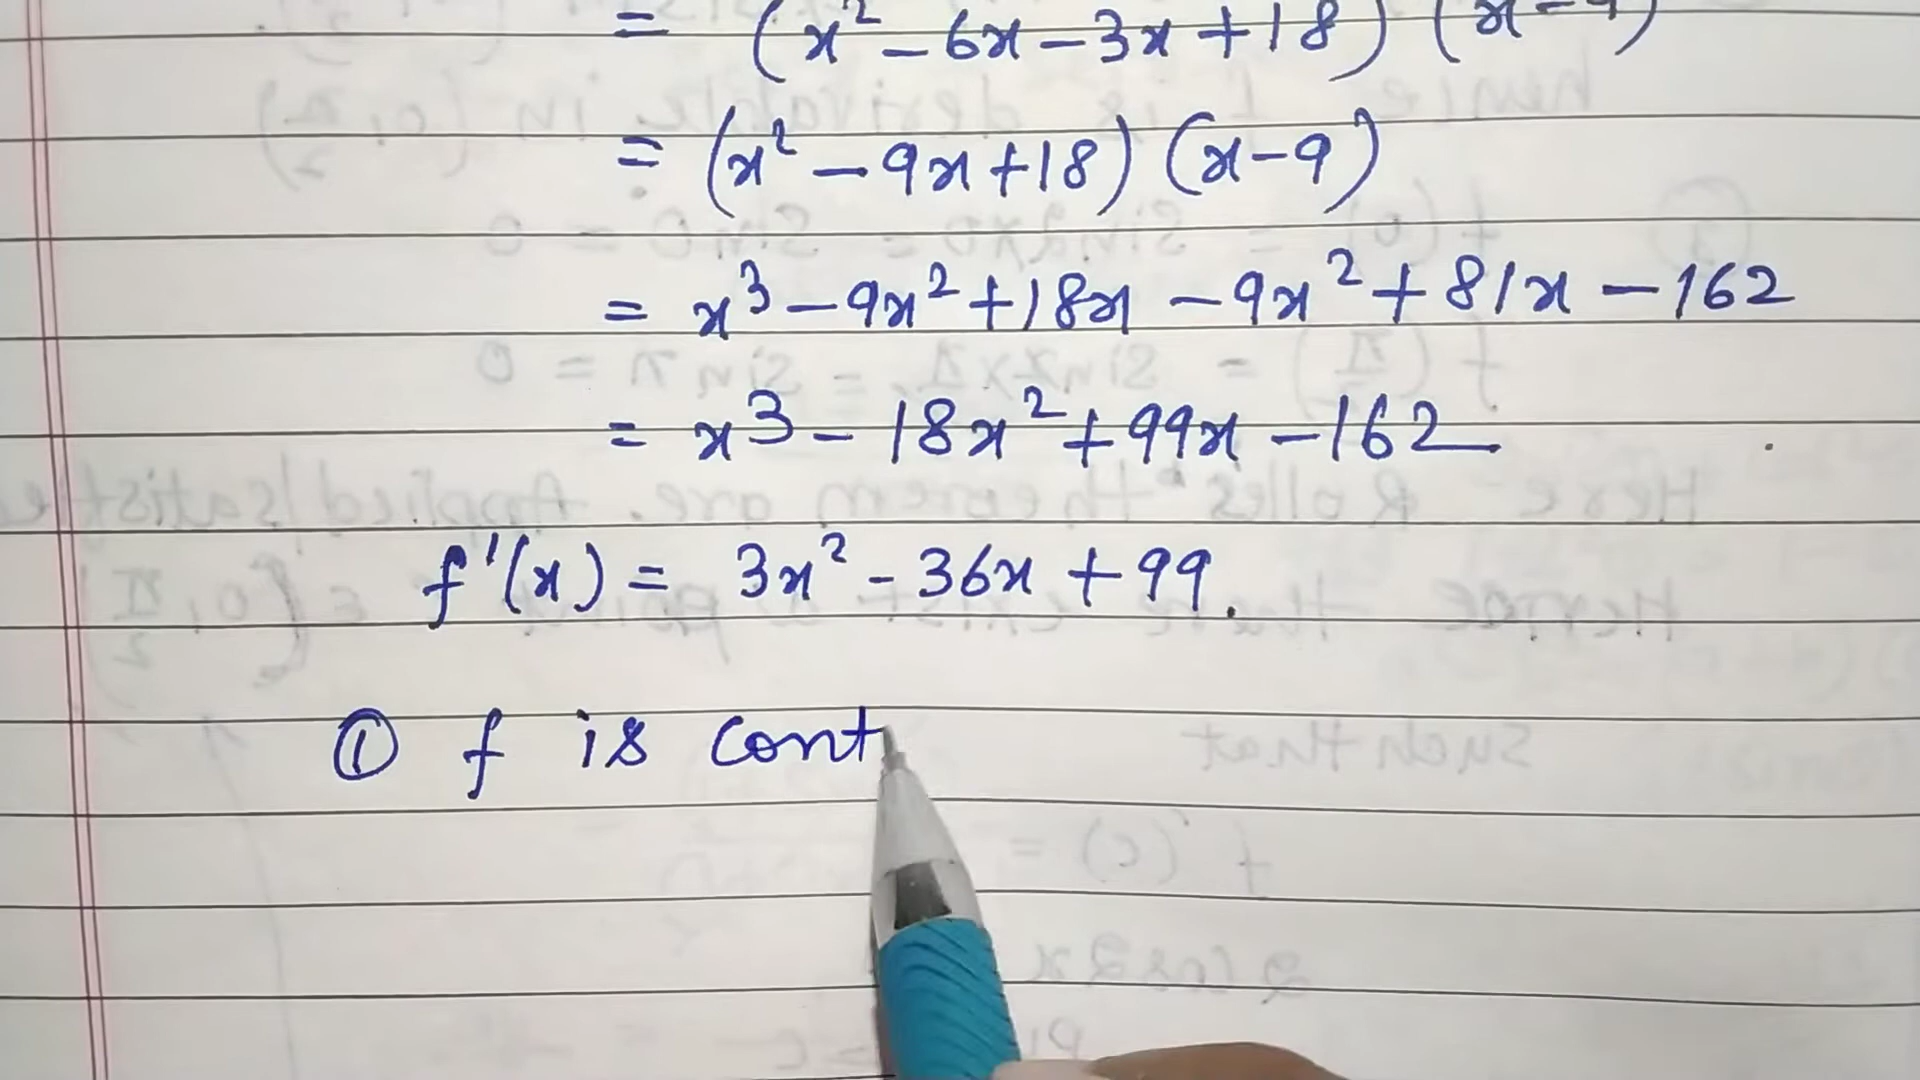 = (x² - 6x - 3x + 18) (x - 9)
= (x² - 9x + 18) (x - 9)
= x³ - 9x² + 18x - 9x² + 81x - 162
= x³ - 18x² + 99x - 162
f'(x) = 3x² - 36x + 99.
① f is cont